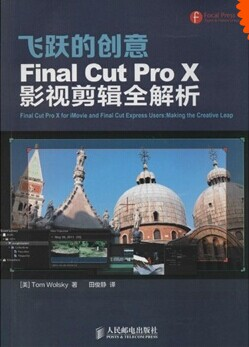 Focal Press
飞跃的创意
Final Cut Pro X
影视剪辑全解析
Final Cut Pro X for iMovie and Final Cut Express Users: Making the Creative Leap
[美] Tom Wolsky 著 田俊静 译
人民邮电出版社
POSTS & TELECOM PRESS